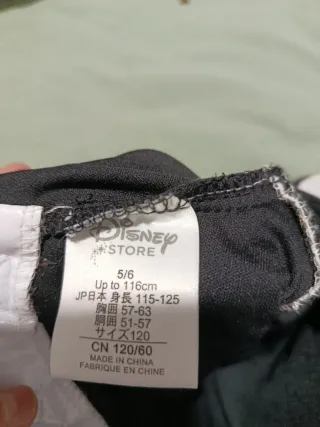 Disney
STORE
5/6
Up to 116cm
JP日本 身長 115-125
胸囲 57-63
胴囲 51-57
サイズ120
CN 120/60
MADE IN CHINA
FABRIQUE EN CHINE